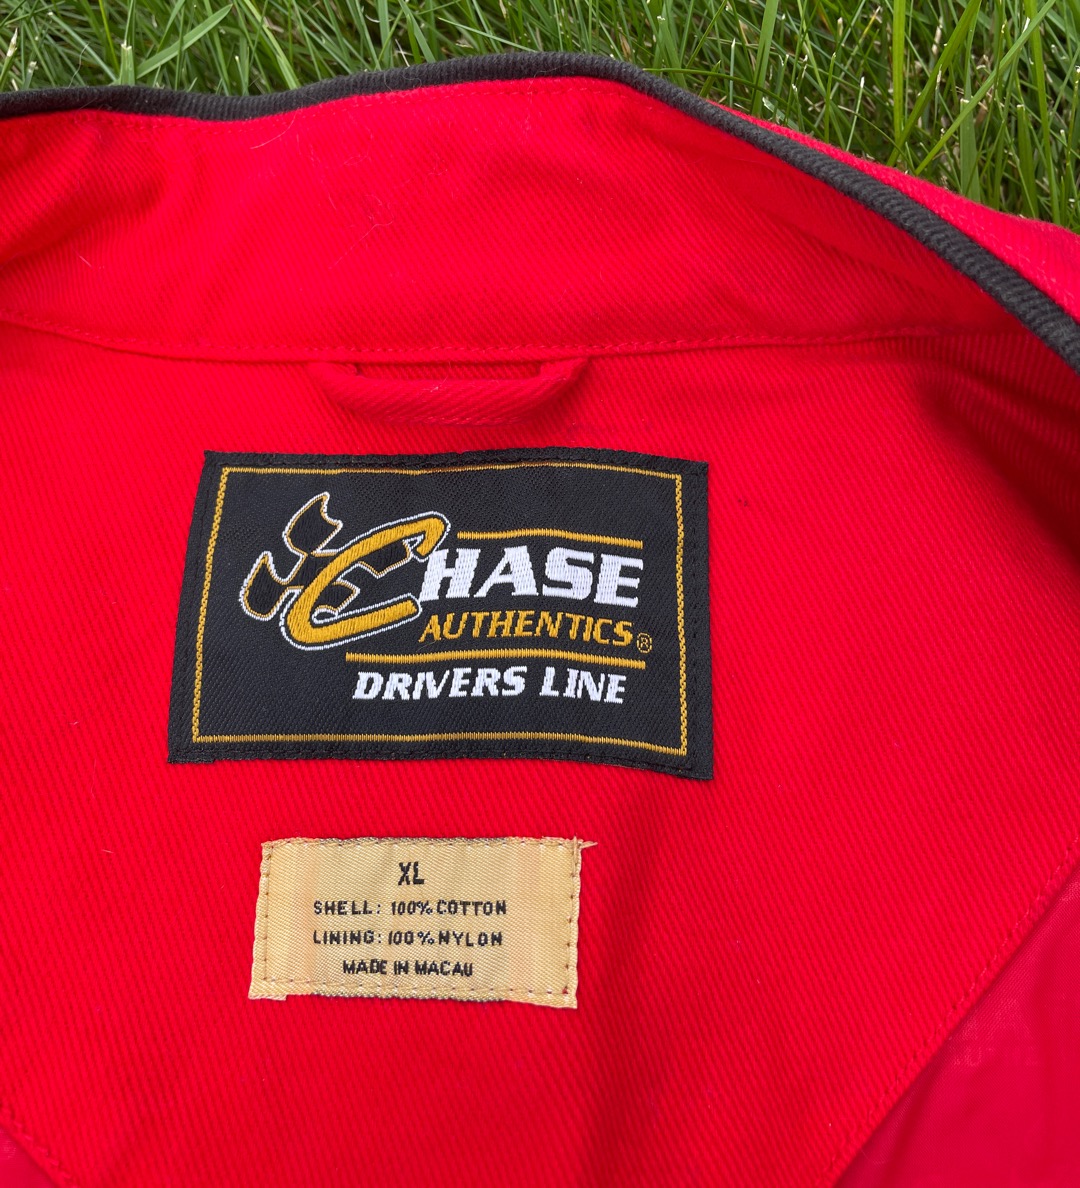 CHASE
AUTHENTICS®
DRIVERS LINE
XL
SHELL: 100% COTTON
LINING: 100% NYLON
MADE IN MACAU